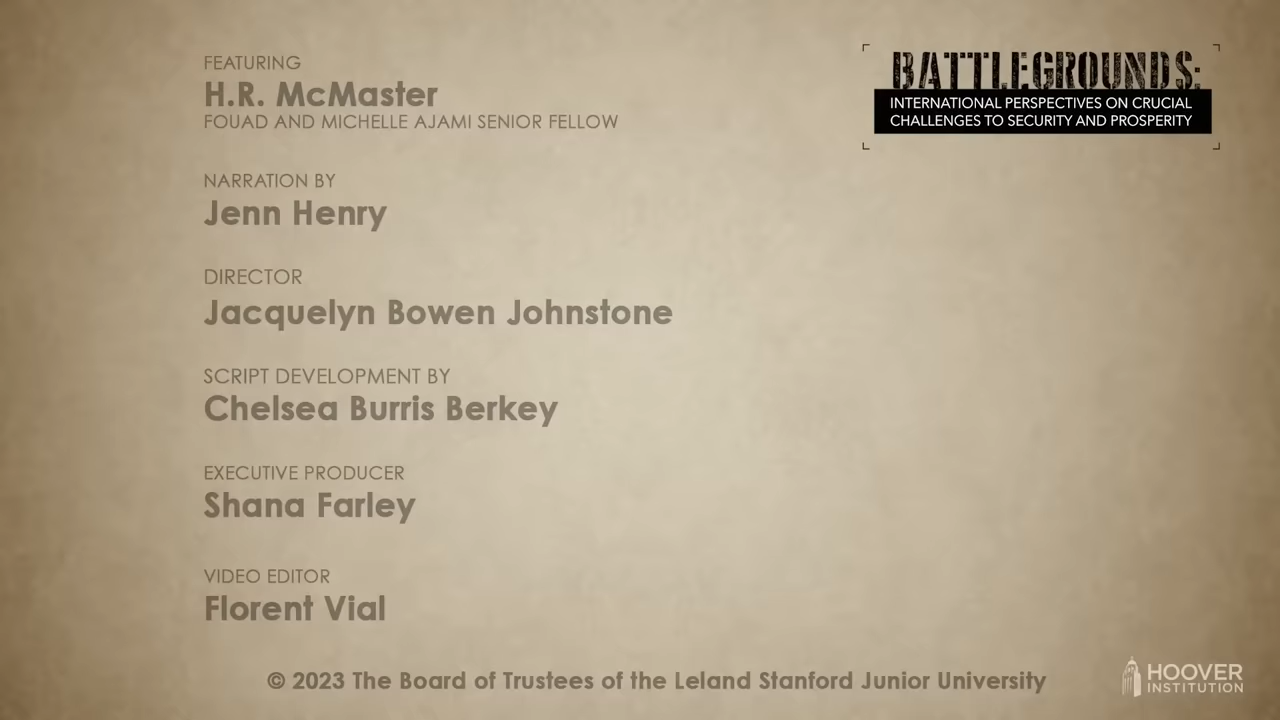 FEATURING
H.R. McMaster
FOUAD AND MICHELLE AJAMI SENIOR FELLOW
NARRATION BY
Jenn Henry
DIRECTOR
Jacquelyn Bowen Johnstone
SCRIPT DEVELOPMENT BY
Chelsea Burris Berkey
EXECUTIVE PRODUCER
Shana Farley
VIDEO EDITOR
Florent Vial
© 2023 The Board of Trustees of the Leland Stanford Junior University
BATTLEGROUNDS:
INTERNATIONAL PERSPECTIVES ON CRUCIAL
CHALLENGES TO SECURITY AND PROSPERITY
HOOVER
INSTITUTION